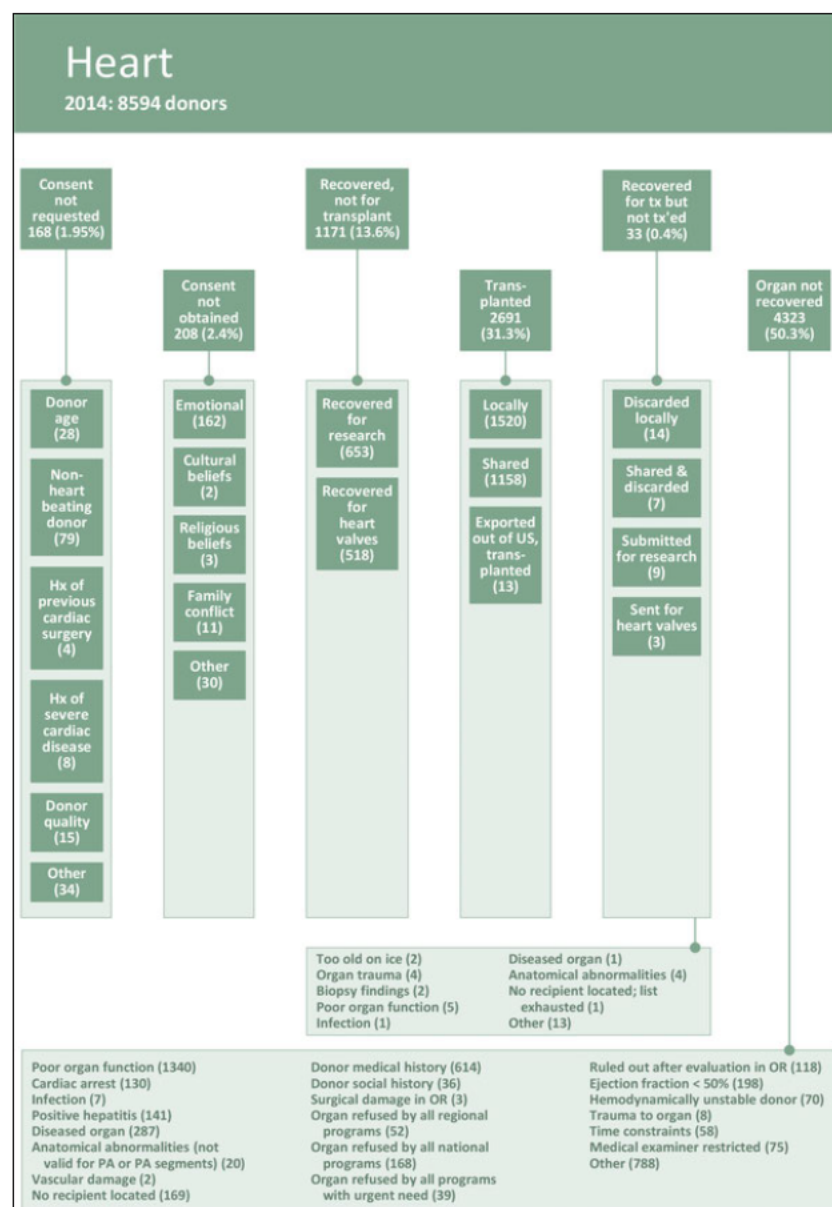 Heart
2014: 8594 donors
Consent
not
requested
168 (1.95%)
Consent
not
obtained
208 (2.4%)
Recovered,
not for
transplant
1171 (13.6%)
Trans-
planted
2691
(31.3%)
Recovered
for tx but
not tx'ed
33 (0.4%)
Organ not
recovered
4323
(50.3%)
Donor
age
(28)
Non-
heart
beating
donor
(79)
Hx of
previous
cardiac
surgery
(4)
Hx of
severe
cardiac
disease
(8)
Donor
quality
(15)
Other
(34)
Emotional
(162)
Cultural
beliefs
(2)
Religious
beliefs
(3)
Family
conflict
(11)
Other
(30)
Recovered
for
research
(653)
Recovered
for
heart
valves
(518)
Locally
(1520)
Shared
(1158)
Exported
out of US,
trans-
planted
(13)
Discarded
locally
(14)
Shared &
discarded
(7)
Submitted
for research
(9)
Sent for
heart valves
(3)
Too old on ice (2)
Organ trauma (4)
Biopsy findings (2)
Poor organ function (5)
Infection (1)
Diseased organ (1)
Anatomical abnormalities (4)
No recipient located; list
exhausted (1)
Other (13)
Poor organ function (1340)
Cardiac arrest (130)
Infection (7)
Positive hepatitis (141)
Diseased organ (287)
Anatomical abnormalities (not
valid for PA or PA segments) (20)
Vascular damage (2)
No recipient located (169)
Donor medical history (614)
Donor social history (36)
Surgical damage in OR (3)
Organ refused by all regional
programs (52)
Organ refused by all national
programs (168)
Organ refused by all programs
with urgent need (39)
Ruled out after evaluation in OR (118)
Ejection fraction < 50% (198)
Hemodynamically unstable donor (70)
Trauma to organ (8)
Time constraints (58)
Medical examiner restricted (75)
Other (788)